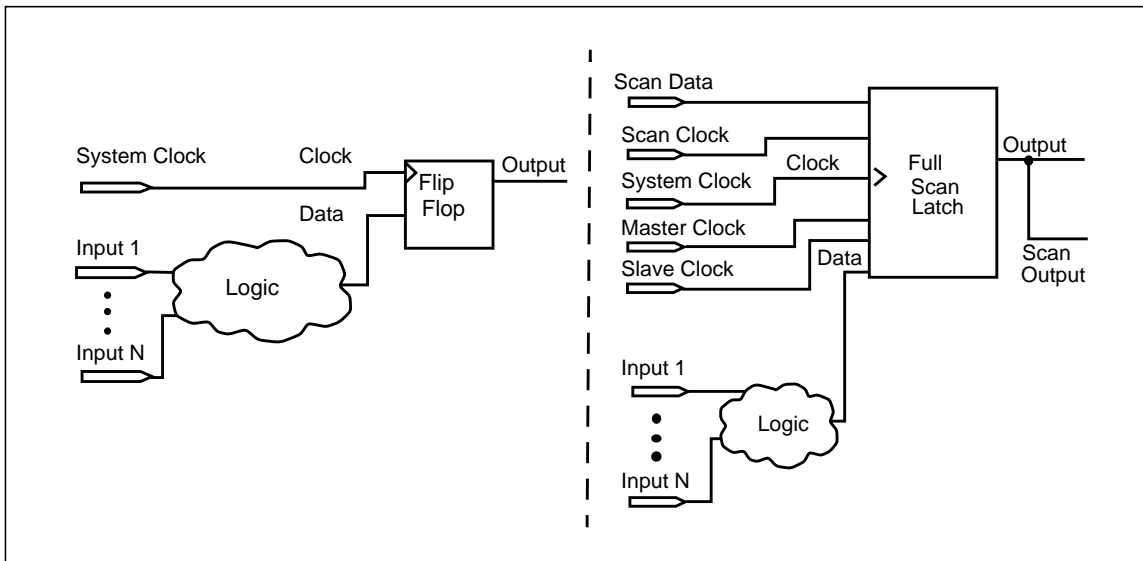 System Clock
Clock
Flip
Flop
Output
Data
Input 1
Logic
Input N
Scan Data
Scan Clock
System Clock
Clock
Master Clock
Slave Clock
Data
Full
Scan
Latch
Output
Scan
Output
Input 1
Logic
Input N